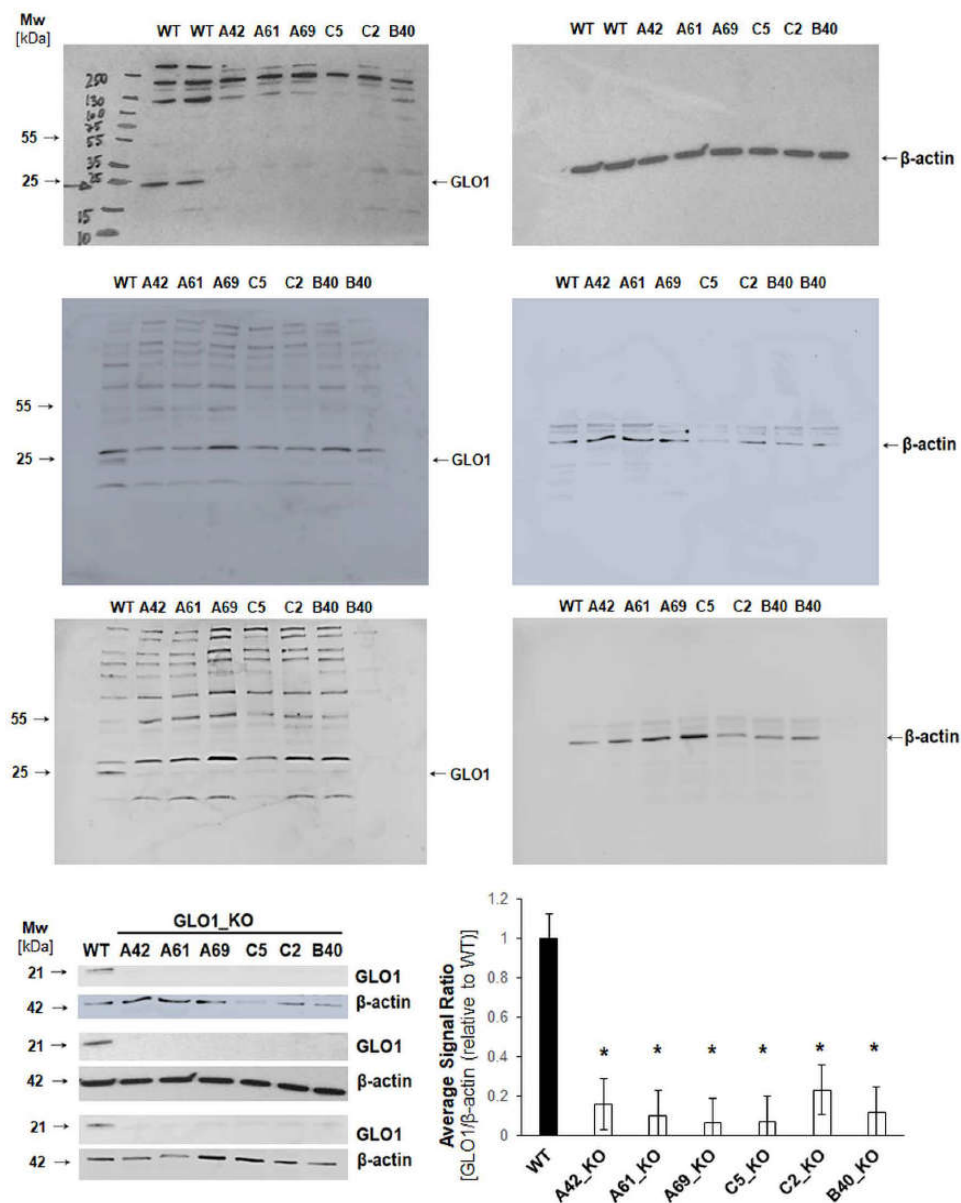 Mw
[kDa]
WT WT A42 A61 A69 C5 C2 B40
250
130
100
75
55
35
25
15
10
55 →
25 →
← GLO1
WT WT A42 A61 A69 C5 C2 B40
← β-actin
WT A42 A61 A69 C5 C2 B40 B40
55 →
25 →
← GLO1
WT A42 A61 A69 C5 C2 B40 B40
← β-actin
WT A42 A61 A69 C5 C2 B40 B40
55 →
25 →
← GLO1
WT A42 A61 A69 C5 C2 B40 B40
← β-actin
Mw
[kDa]
GLO1_KO
WT A42 A61 A69 C5 C2 B40
21 → GLO1
42 → β-actin
21 → GLO1
42 → β-actin
21 → GLO1
42 → β-actin
Average Signal Ratio
[GLO1/β-actin (relative to WT)]
1.2
1
0.8
0.6
0.4
0.2
0
* * * * * *
WT A42_KO A61_KO A69_KO C5_KO C2_KO B40_KO